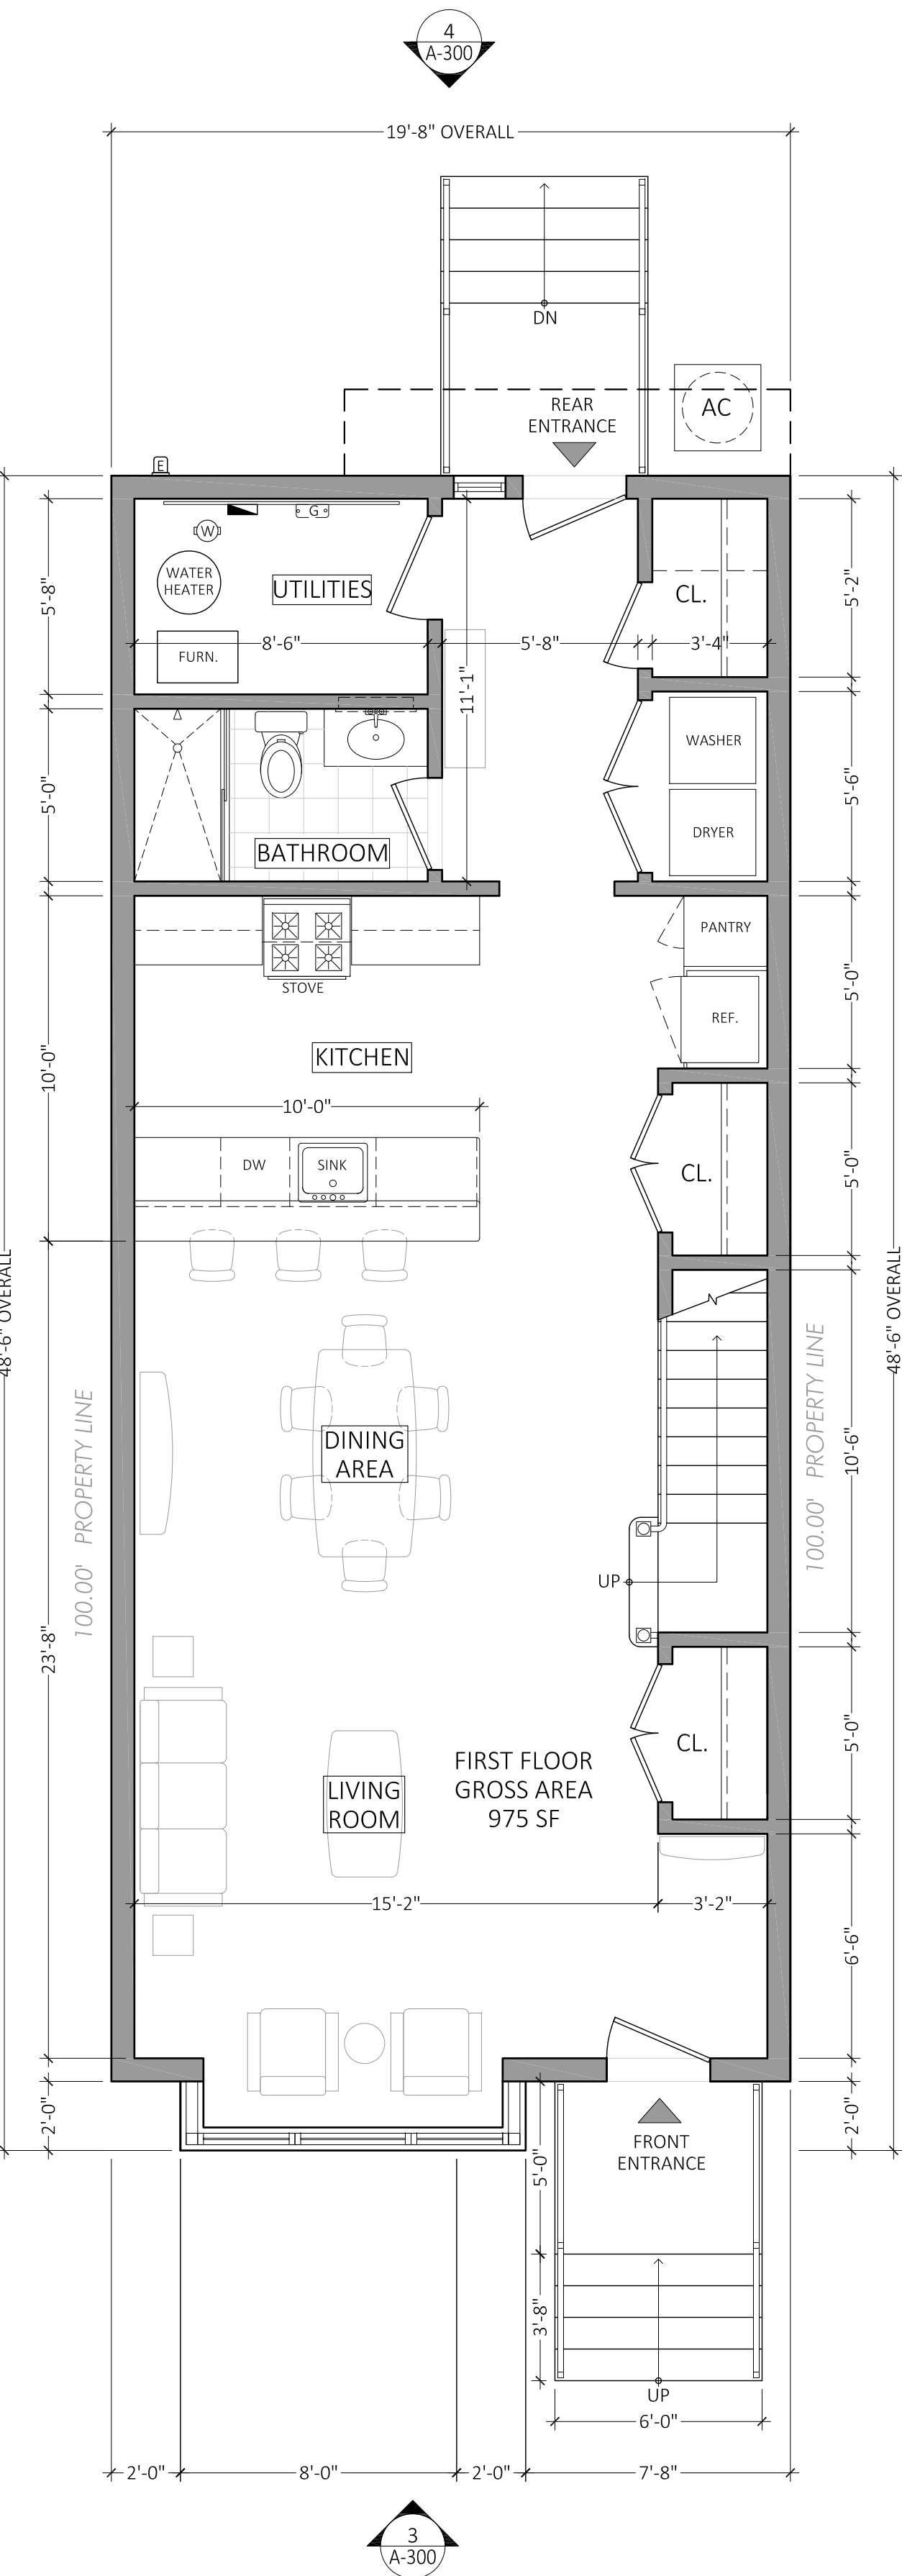 4
A-300
19'-8" OVERALL
DN
REAR
ENTRANCE
AC
E
G
W
WATER
HEATER
UTILITIES
CL.
5'-8"
5'-2"
8'-6"
5'-8"
3'-4"
FURN.
11'-1"
WASHER
5'-0"
5'-6"
DRYER
BATHROOM
PANTRY
STOVE
5'-0"
REF.
KITCHEN
10'-0"
10'-0"
DW
SINK
CL.
5'-0"
48'-6" OVERALL
48'-6" OVERALL
DINING
AREA
10'-6"
100.00' PROPERTY LINE
100.00' PROPERTY LINE
UP
23'-8"
CL.
5'-0"
FIRST FLOOR
GROSS AREA
975 SF
LIVING
ROOM
15'-2"
3'-2"
6'-6"
2'-0"
2'-0"
FRONT
ENTRANCE
5'-0"
3'-8"
UP
6'-0"
2'-0"
8'-0"
2'-0"
7'-8"
3
A-300